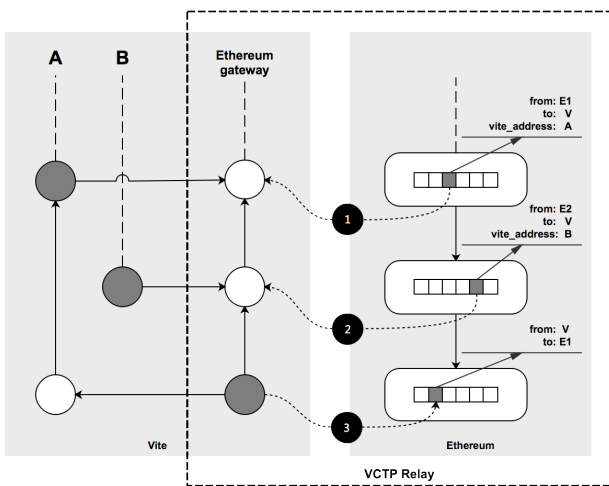 A
B
Ethereum
gateway
from: E1
to: V
vite_address: A
1
from: E2
to: V
vite_address: B
2
from: V
to: E1
3
Vite
Ethereum
VCTP Relay